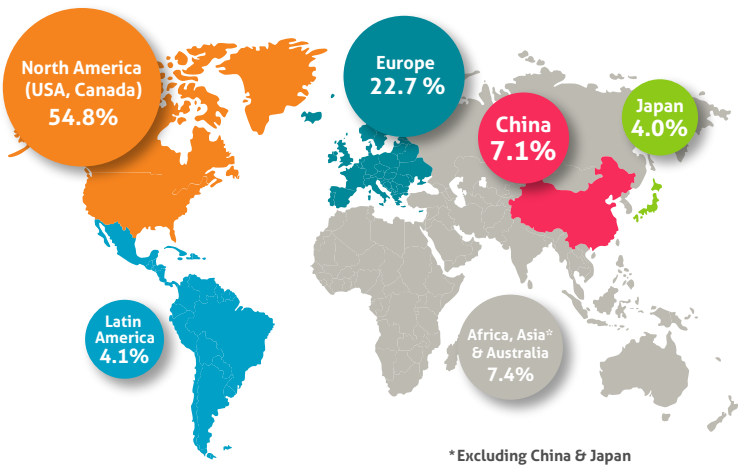 North America
(USA, Canada)
54.8%
Europe
22.7 %
China
7.1%
Japan
4.0%
Latin
America
4.1%
Africa, Asia*
& Australia
7.4%
*Excluding China & Japan